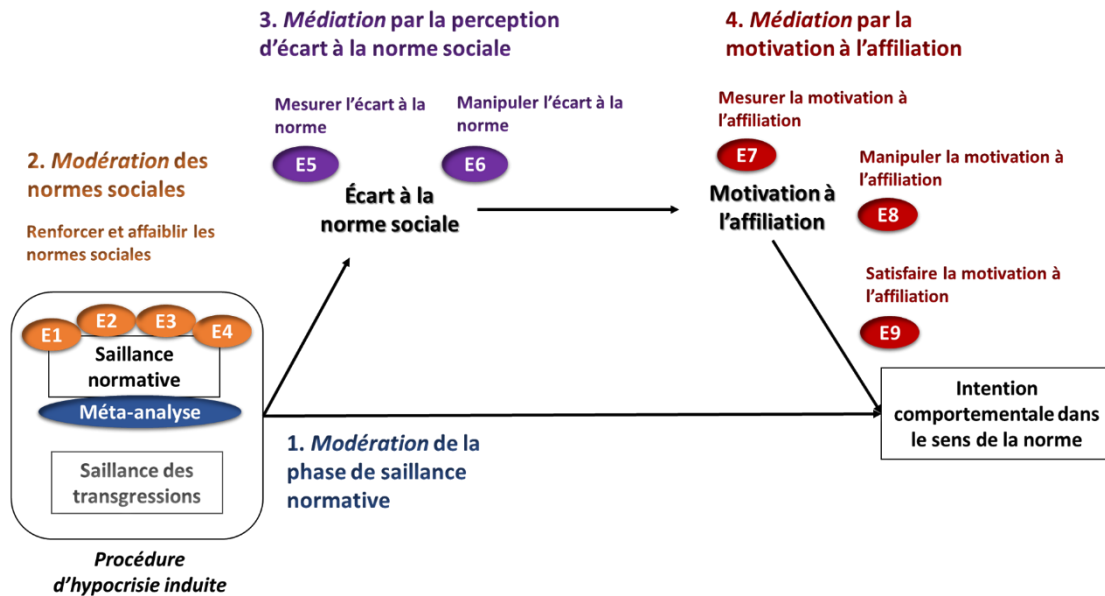 3. Médiation par la perception
d'écart à la norme sociale
4. Médiation par la
motivation à l'affiliation
Mesurer l'écart à la
norme
E5
Manipuler l'écart à la
norme
E6
Mesurer la motivation à
l'affiliation
E7
Manipuler la motivation à
l'affiliation
E8
2. Modération des
normes sociales
Renforcer et affaiblir les
normes sociales
Écart à la
norme sociale
Motivation à
l'affiliation
Satisfaire la motivation à
l'affiliation
E9
E1
E2
E3
E4
Saillance
normative
Méta-analyse
Saillance des
transgressions
Procédure
d'hypocrisie induite
1. Modération de la
phase de saillance
normative
Intention
comportementale dans
le sens de la norme